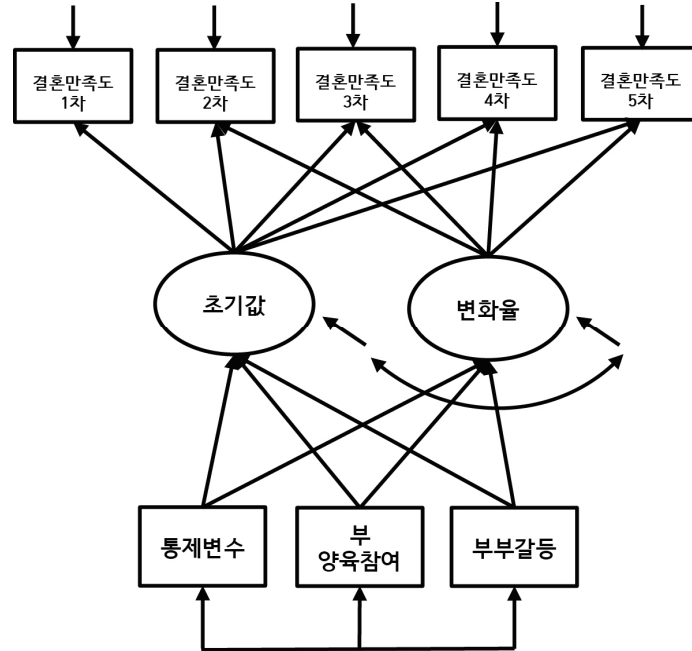 결혼만족도
1차
결혼만족도
2차
결혼만족도
3차
결혼만족도
4차
결혼만족도
5차
초기값
변화율
통제변수
부
양육참여
부부갈등